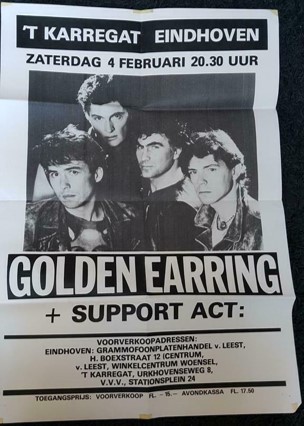 'T KARREGAT EINDHOVEN
ZATERDAG 4 FEBRUARI 20.30 UUR
GOLDEN EARRING
+ SUPPORT ACT:
VOORVERKOOPADRESSEN:
EINDHOVEN: GRAMMOFOONPLATENHANDEL v. LEEST,
H. BOEXSTRAAT 12 (CENTRUM,
v. LEEST, WINKELCENTRUM WOENSEL,
'T KARREGAT, URKHOVENSEWEG 8,
V.V.V., STATIONSPLEIN 24
TOEGANGSPRIJS: VOORVERKOOP FL. -15.-- AVONDKASSA FL. 17.50